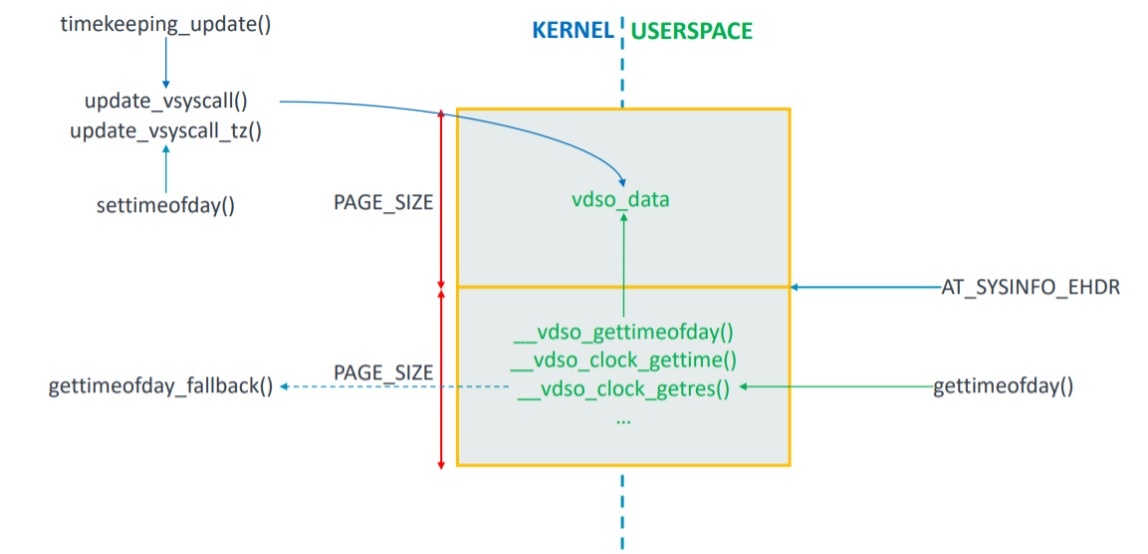 timekeeping_update()
KERNEL USERSPACE
update_vsyscall()
update_vsyscall_tz()
settimeofday()
PAGE_SIZE
vdso_data
AT_SYSINFO_EHDR
__vdso_gettimeofday()
__vdso_clock_gettime()
PAGE_SIZE
gettimeofday_fallback()
__vdso_clock_getres()
gettimeofday()
...